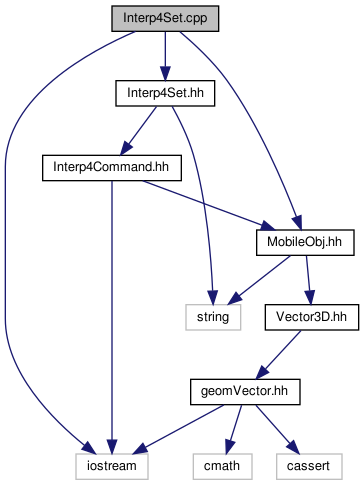 Interp4Set.cpp
Interp4Set.hh
Interp4Command.hh
MobileObj.hh
string
Vector3D.hh
geomVector.hh
iostream
cmath
cassert